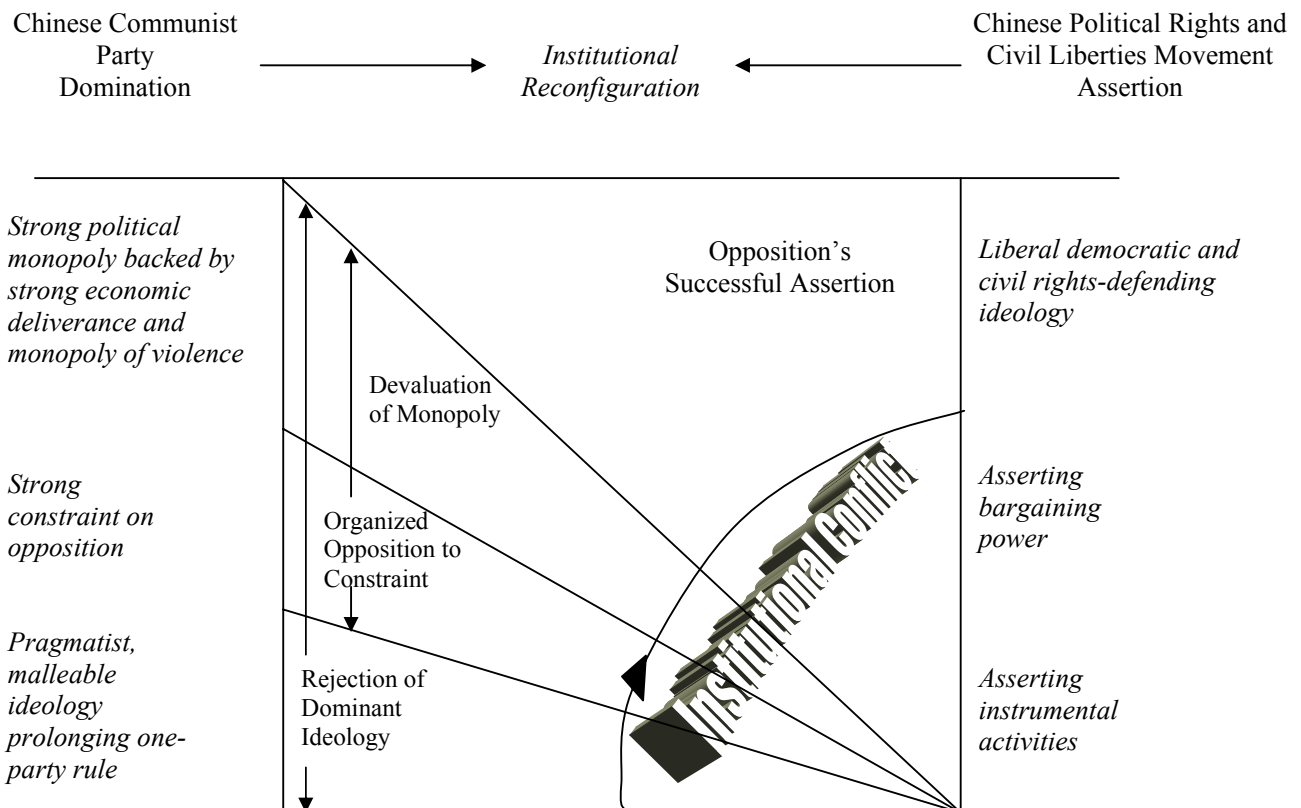 Chinese Communist
Party
Domination
Institutional
Reconfiguration
Chinese Political Rights and
Civil Liberties Movement
Assertion
Strong political
monopoly backed by
strong economic
deliverance and
monopoly of violence
Opposition’s
Successful Assertion
Liberal democratic and
civil rights-defending
ideology
Devaluation
of Monopoly
Strong
constraint on
opposition
Organized
Opposition to
Constraint
Institutional Conflict
Asserting
bargaining
power
Pragmatist,
malleable
ideology
prolonging one-
party rule
Rejection of
Dominant
Ideology
Asserting
instrumental
activities